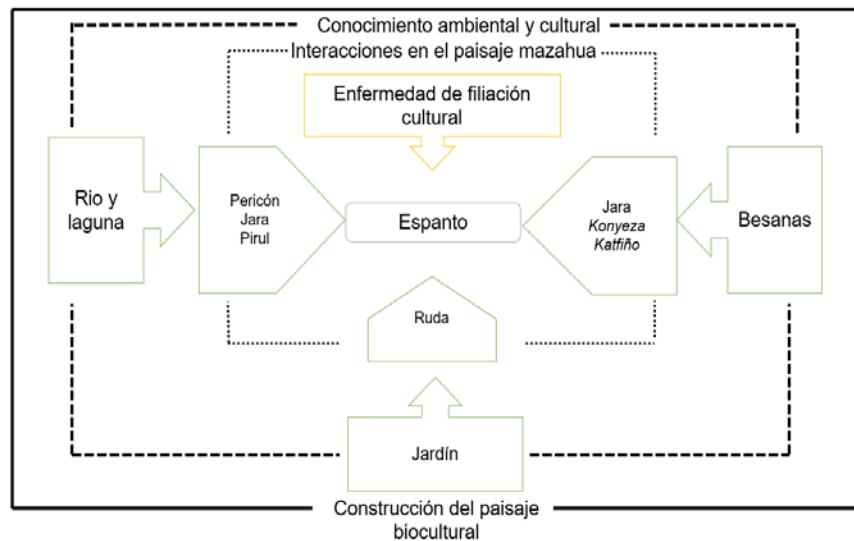 Conocimiento ambiental y cultural
Interacciones en el paisaje mazahua
Enfermedad de filiación
cultural
Rio y
laguna
Pericón
Jara
Pirul
Espanto
Jara
Konyeza
Katfiño
Besanas
Ruda
Jardín
Construcción del paisaje
biocultural